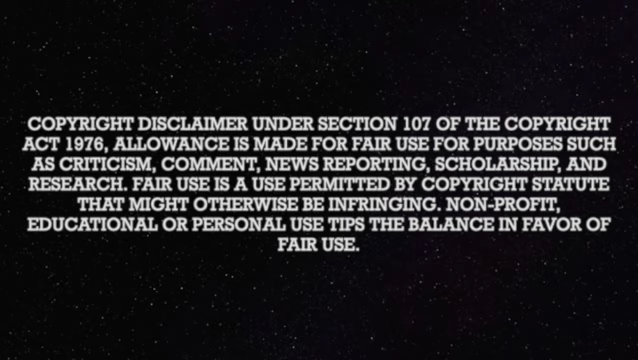 COPYRIGHT DISCLAIMER UNDER SECTION 107 OF THE COPYRIGHT
ACT 1976, ALLOWANCE IS MADE FOR FAIR USE FOR PURPOSES SUCH
AS CRITICISM, COMMENT, NEWS REPORTING, SCHOLARSHIP, AND
RESEARCH. FAIR USE IS A USE PERMITTED BY COPYRIGHT STATUTE
THAT MIGHT OTHERWISE BE INFRINGING. NON-PROFIT,
EDUCATIONAL OR PERSONAL USE TIPS THE BALANCE IN FAVOR OF
FAIR USE.